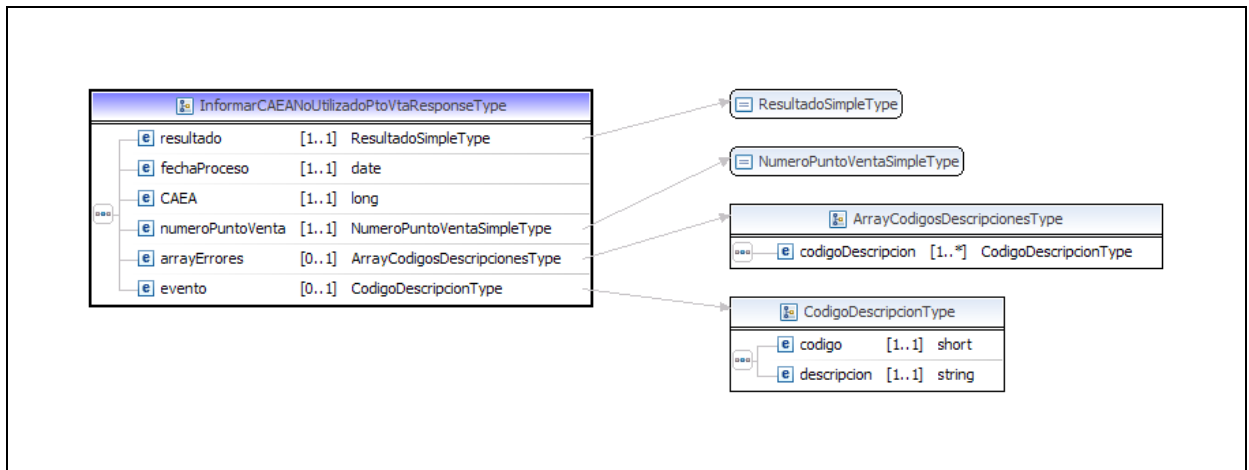 InformarCAEANoUtilizadoPtoVtaResponseType
resultado [1..1] ResultadoSimpleType
fechaProceso [1..1] date
CAEA [1..1] long
numeroPuntoVenta [1..1] NumeroPuntoVentaSimpleType
arrayErrores [0..1] ArrayCodigosDescripcionesType
evento [0..1] CodigoDescripcionType
ResultadoSimpleType
NumeroPuntoVentaSimpleType
ArrayCodigosDescripcionesType
codigoDescripcion [1..*] CodigoDescripcionType
CodigoDescripcionType
codigo [1..1] short
descripcion [1..1] string